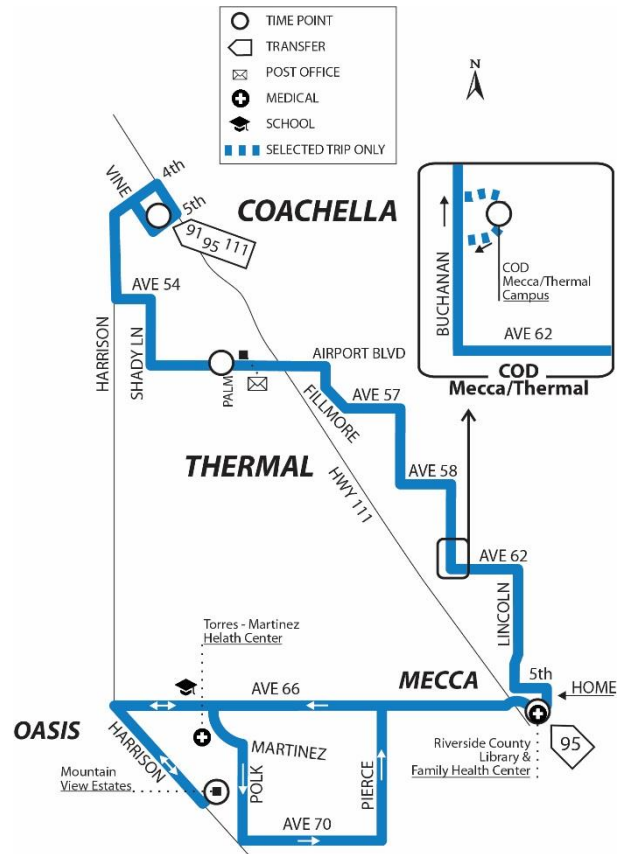 TIME POINT
TRANSFER
POST OFFICE
MEDICAL
SCHOOL
SELECTED TRIP ONLY
N
4th
VINE
5th
COACHELLA
91
95
111
AVE 54
HARRISON
SHADY LN
PALM
AIRPORT BLVD
FILLMORE
AVE 57
THERMAL
HWY 111
AVE 58
BUCHANAN
COD
Mecca/Thermal
Campus
AVE 62
COD
Mecca/Thermal
AVE 62
LINCOLN
5th
HOME
MECCA
95
Riverside County
Library &
Family Health Center
Torres - Martinez
Helath Center
AVE 66
OASIS
HARRISON
MARTINEZ
POLK
PIERCE
Mountain
View Estates
AVE 70